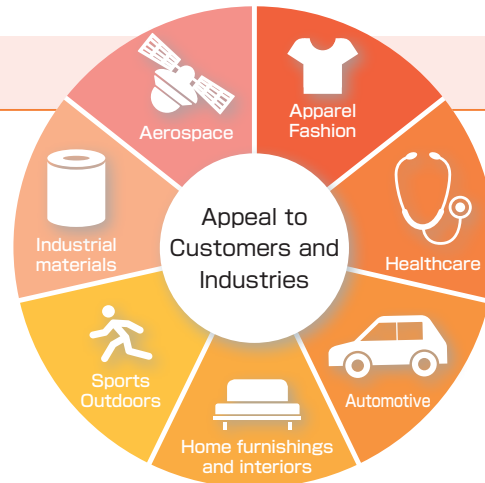 Appeal to
Customers and
Industries
Apparel
Fashion
Healthcare
Automotive
Home furnishings
and interiors
Sports
Outdoors
Industrial
materials
Aerospace